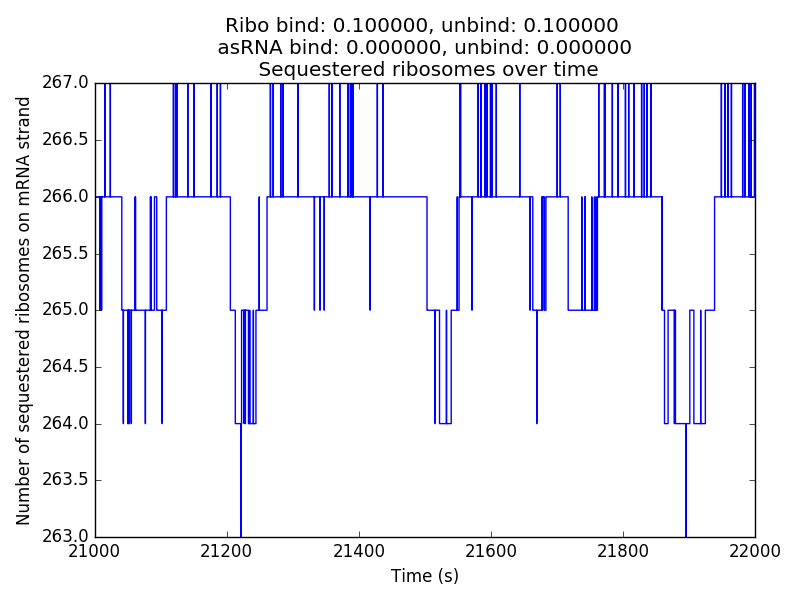 Ribo bind: 0.100000, unbind: 0.100000
asRNA bind: 0.000000, unbind: 0.000000
Sequestered ribosomes over time
Number of sequestered ribosomes on mRNA strand
267.0
266.5
266.0
265.5
265.0
264.5
264.0
263.5
263.0
21000 21200 21400 21600 21800 22000
Time (s)